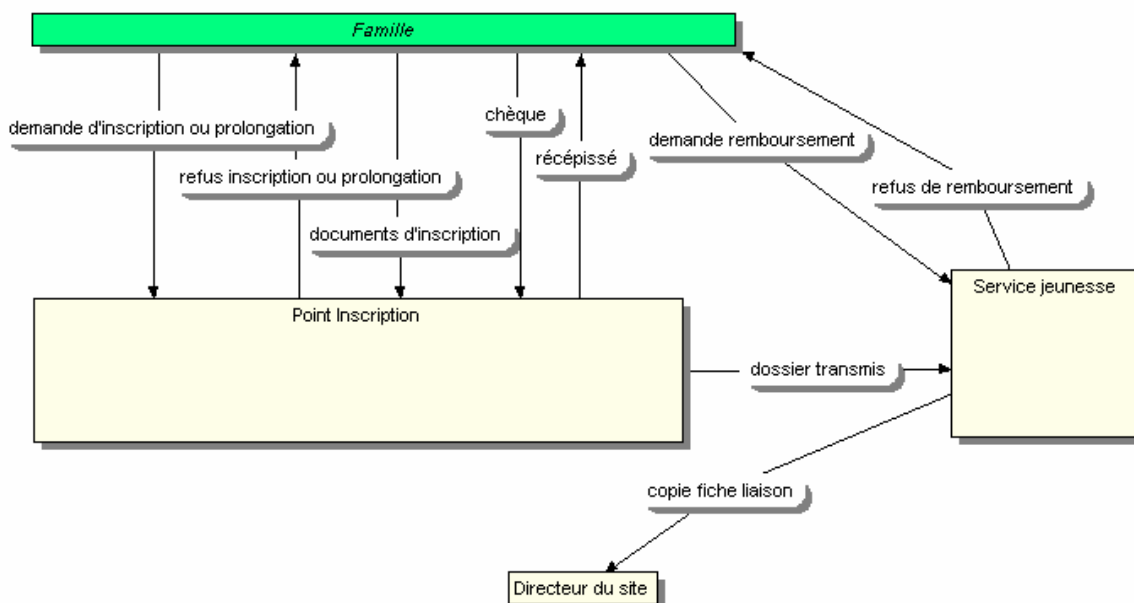 Famille
chèque
demande d'inscription ou prolongation
demande remboursement
récépissé
refus inscription ou prolongation
refus de remboursement
documents d'inscription
Service jeunesse
Point Inscription
dossier transmis
copie fiche liaison
Directeur du site